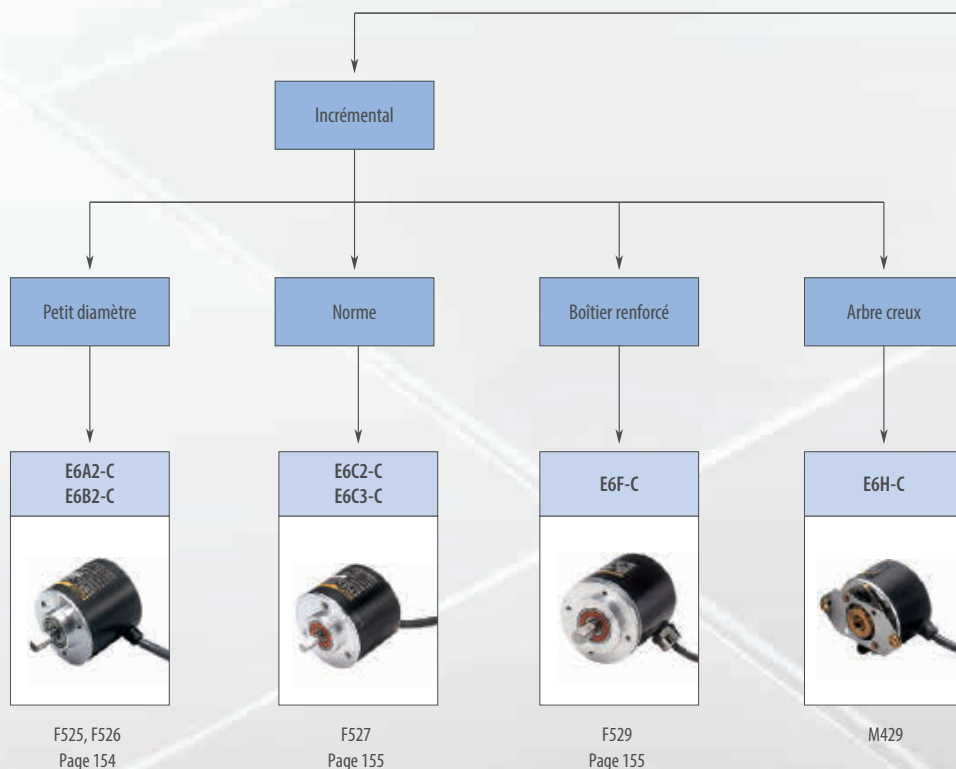 Incrémental
Petit diamètre
Norme
Boîtier renforcé
Arbre creux
E6A2-C
E6B2-C
E6C2-C
E6C3-C
E6F-C
E6H-C
F525, F526
Page 154
F527
Page 155
F529
Page 155
M429